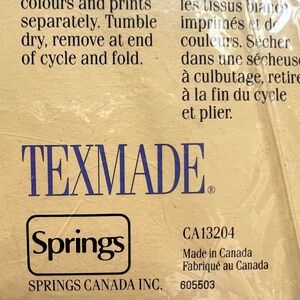 colours and prints
separately. Tumble
dry, remove at end
of cycle and fold.
les tissus blancs
imprimés et de
couleurs. Sécher
dans une sécheuse
à culbutage, retire
à la fin du cycle
et plier.
TEXMADE®
Springs
SPRINGS CANADA INC.
CA13204
Made in Canada
Fabriqué au Canada
605503